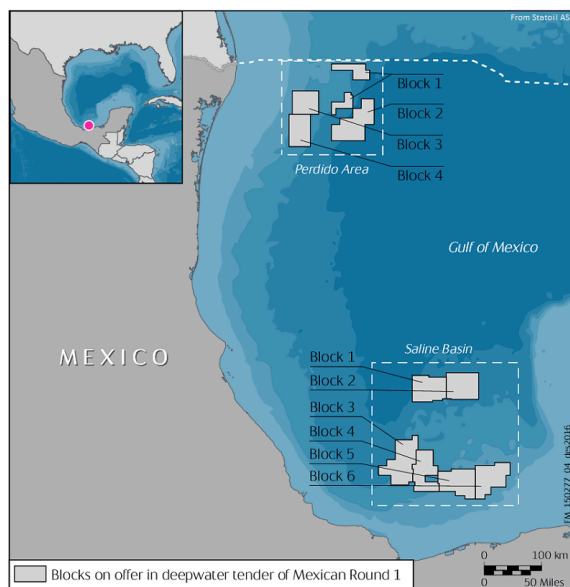 From Statoil AS
Block 1
Block 2
Block 3
Block 4
Perdido Area
Gulf of Mexico
MEXICO
Saline Basin
Block 1
Block 2
Block 3
Block 4
Block 5
Block 6
EM_150277_04_des2016
0 100 km
0 50 Miles
Blocks on offer in deepwater tender of Mexican Round 1